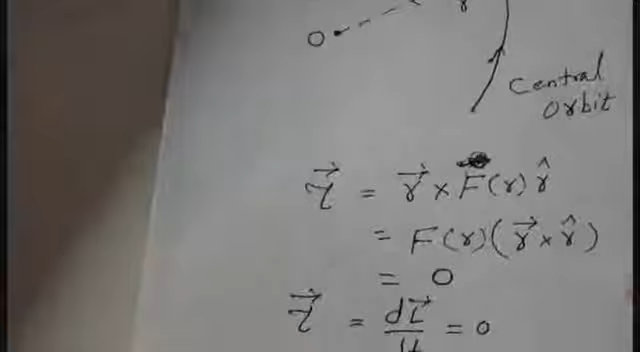 O r
Central
orbit
τ⃗ = r⃗ × F(r) r̂
= F(r) (r⃗ × r̂)
= 0
τ⃗ = dL⃗/dt = 0